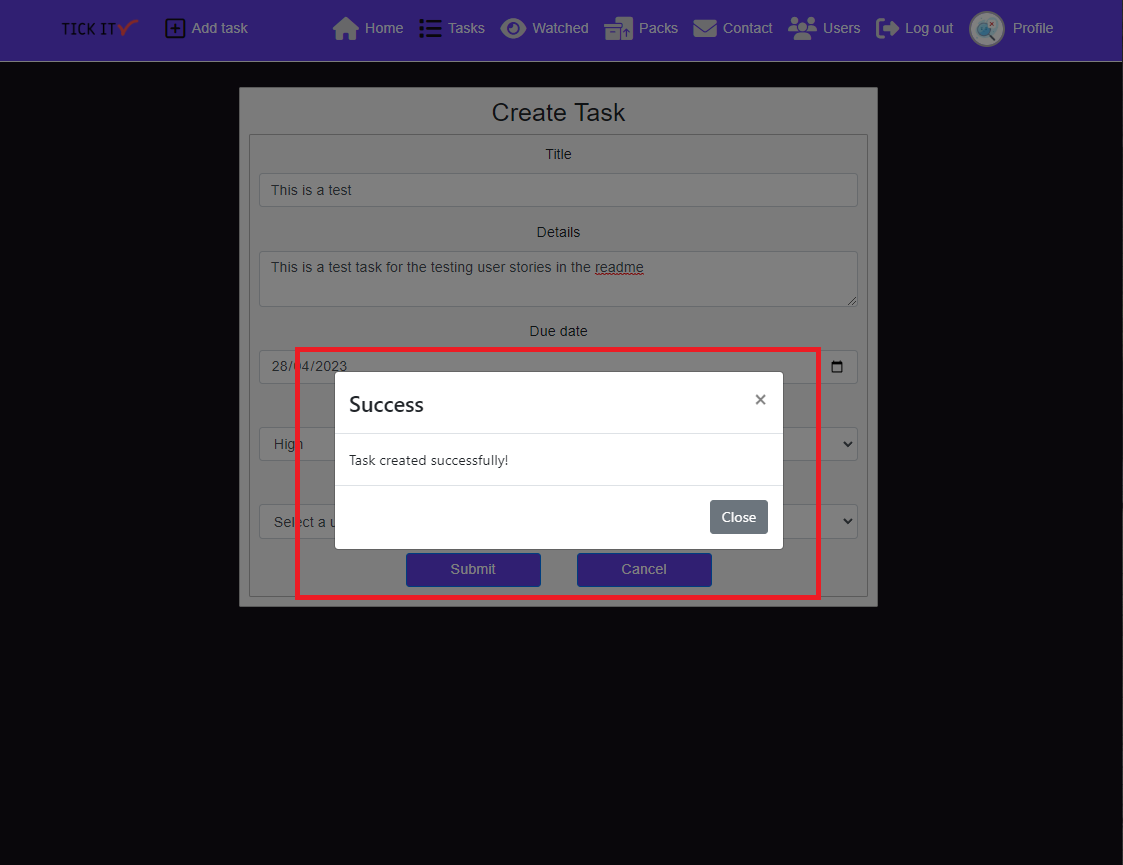 TICK IT Add task Home Tasks Watched Packs Contact Users Log out Profile
Create Task
Title
This is a test
Details
This is a test task for the testing user stories in the readme
Due date
28/04/2023
Success ×
High
Task created successfully!
Select a u
Close
Submit Cancel